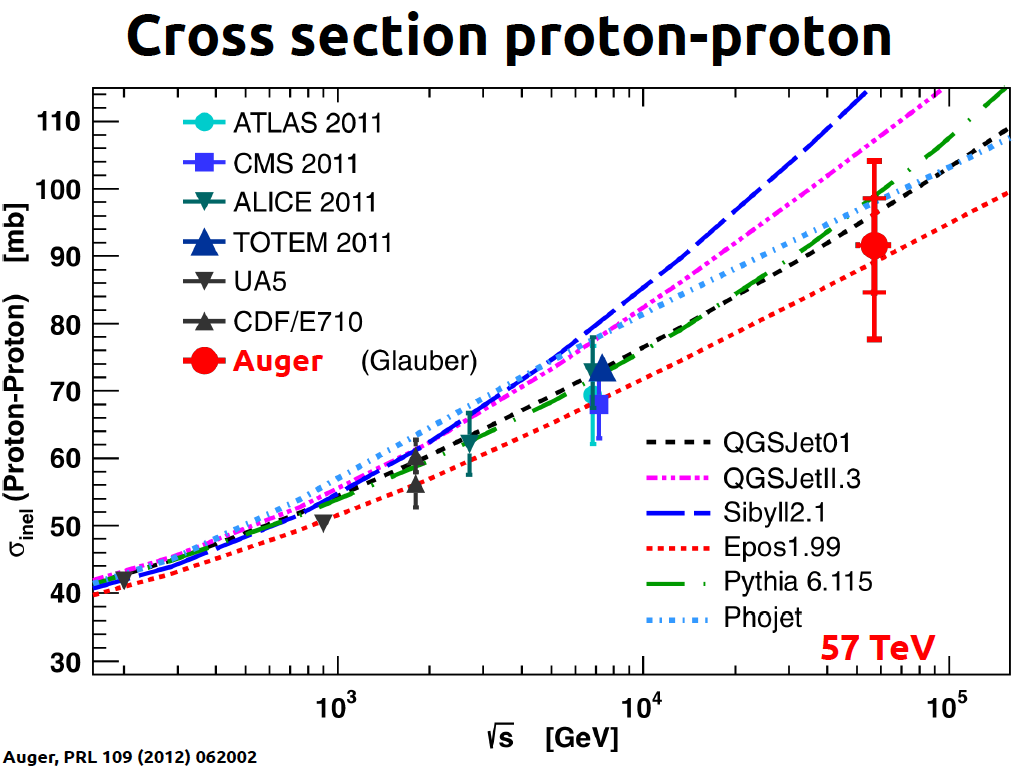 Cross section proton-proton
σinel (Proton-Proton) [mb]
110
100
90
80
70
60
50
40
30
ATLAS 2011
CMS 2011
ALICE 2011
TOTEM 2011
UA5
CDF/E710
Auger (Glauber)
QGSJet01
QGSJetII.3
Sibyll2.1
Epos1.99
Pythia 6.115
Phojet
57 TeV
10³ 10⁴ 10⁵
√s [GeV]
Auger, PRL 109 (2012) 062002